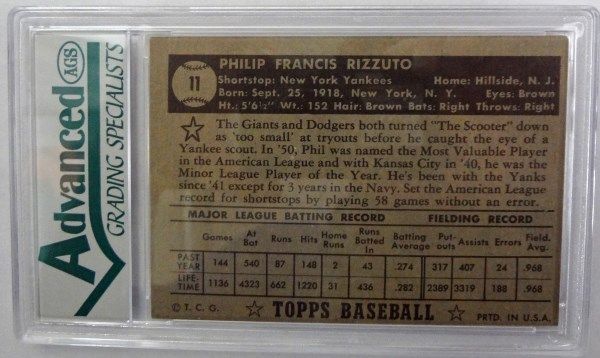 Advanced
AGS
GRADING SPECIALISTS
11
PHILIP FRANCIS RIZZUTO
Shortstop: New York Yankees Home: Hillside, N. J.
Born: Sept. 25, 1918, New York, N. Y. Eyes: Brown
Ht.: 5'6½" Wt.: 152 Hair: Brown Bats: Right Throws: Right
The Giants and Dodgers both turned "The Scooter" down
as 'too small' at tryouts before he caught the eye of a
Yankee scout. In '50, Phil was named the Most Valuable Player
in the American League and with Kansas City in '40, he was the
Minor League Player of the Year. He's been with the Yanks
since '41 except for 3 years in the Navy. Set the American League
record for shortstops by playing 58 games without an error.
MAJOR LEAGUE BATTING RECORD FIELDING RECORD
Games At Bat Runs Hits Home Runs Runs Batted In Batting Average Put-outs Assists Errors Field. Avg.
PAST YEAR 144 540 87 148 2 43 .274 317 407 24 .968
LIFE-TIME 1136 4323 662 1220 31 436 .282 2389 3319 188 .968
© T. C. G. TOPPS BASEBALL PRTD. IN U.S.A.